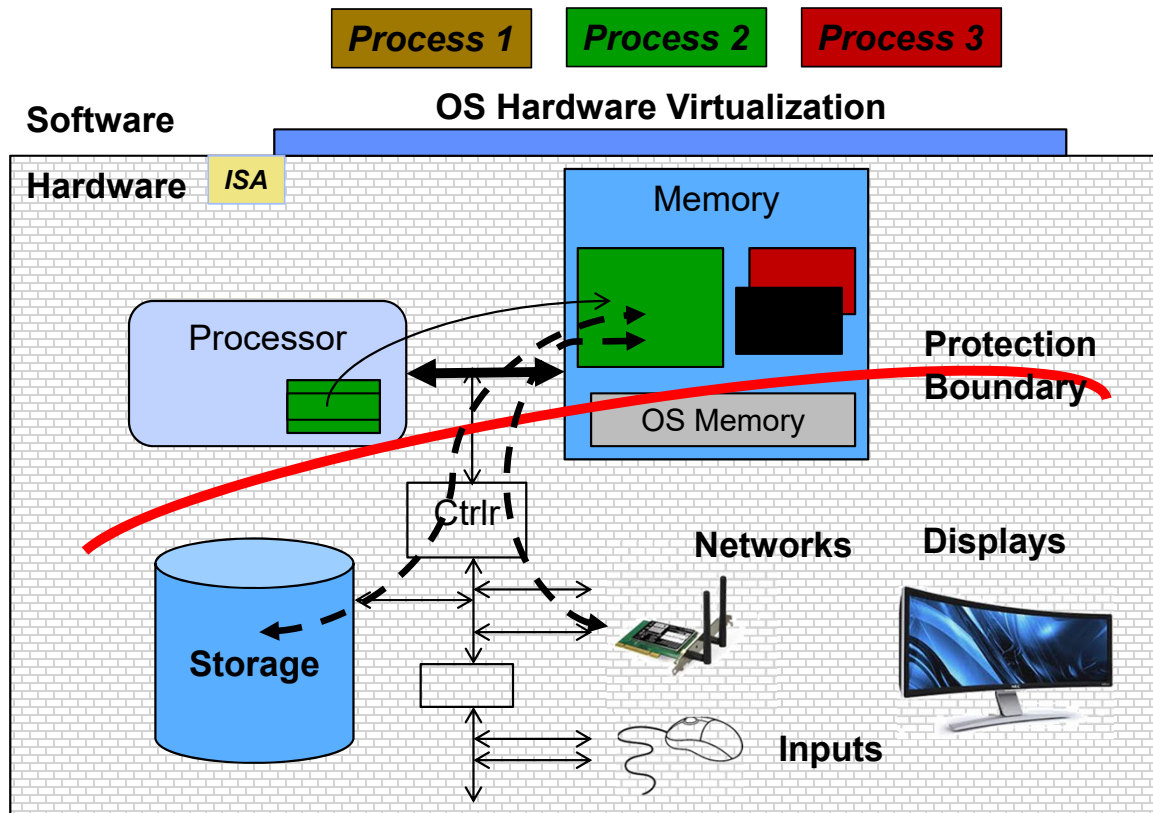 Process 1
Process 2
Process 3
OS Hardware Virtualization
Software
Hardware
ISA
Memory
Processor
Protection
Boundary
OS Memory
Ctrlr
Networks
Displays
Storage
Inputs